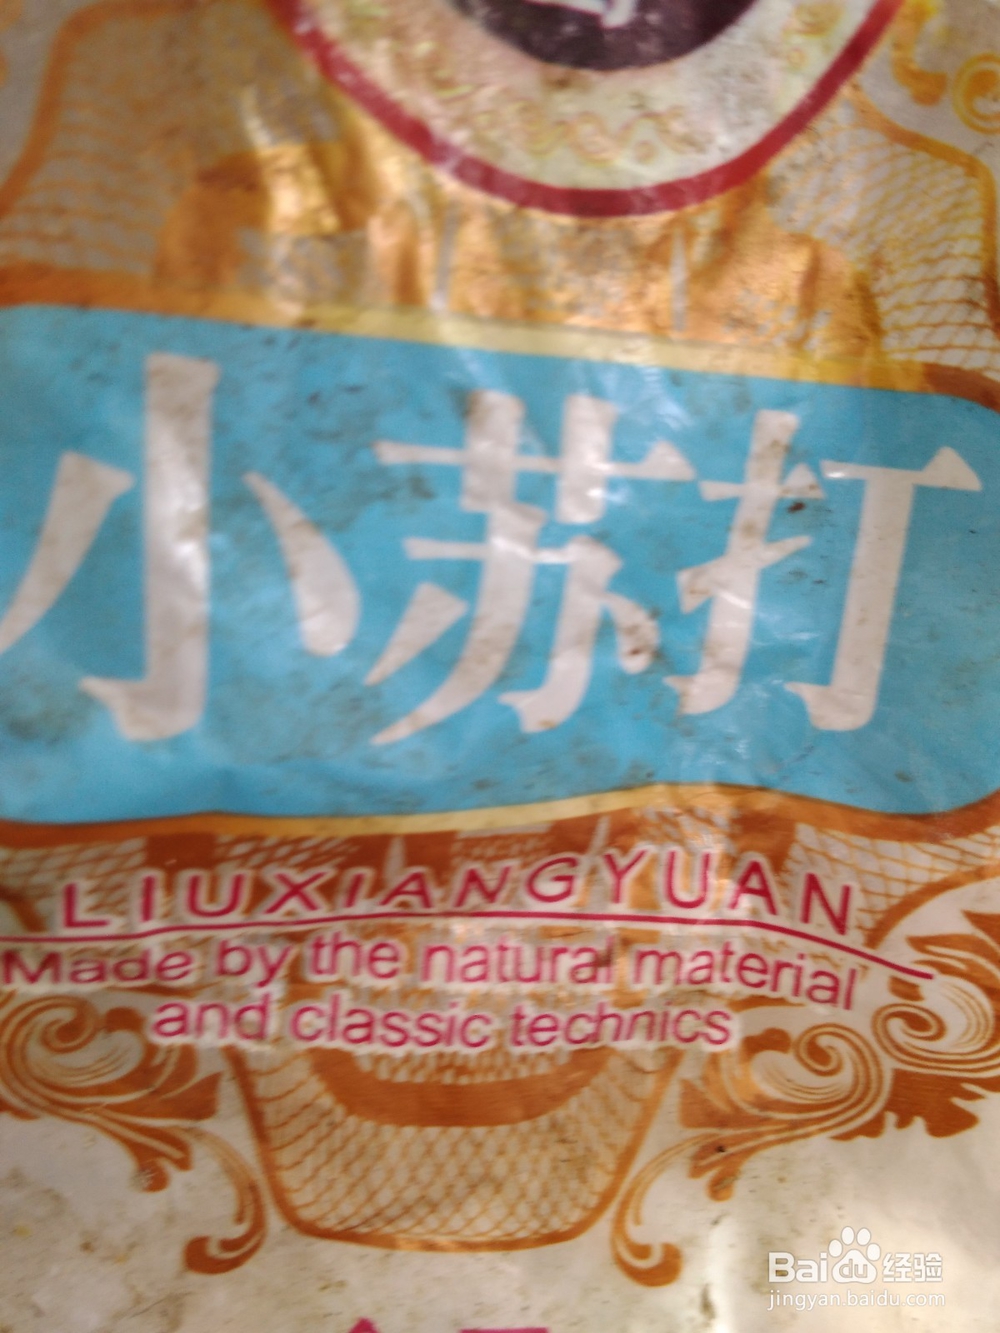 小苏打
LIUXIANGYUAN
Made by the natural material
and classic technics
Baidu经验
jingyan.baidu.com